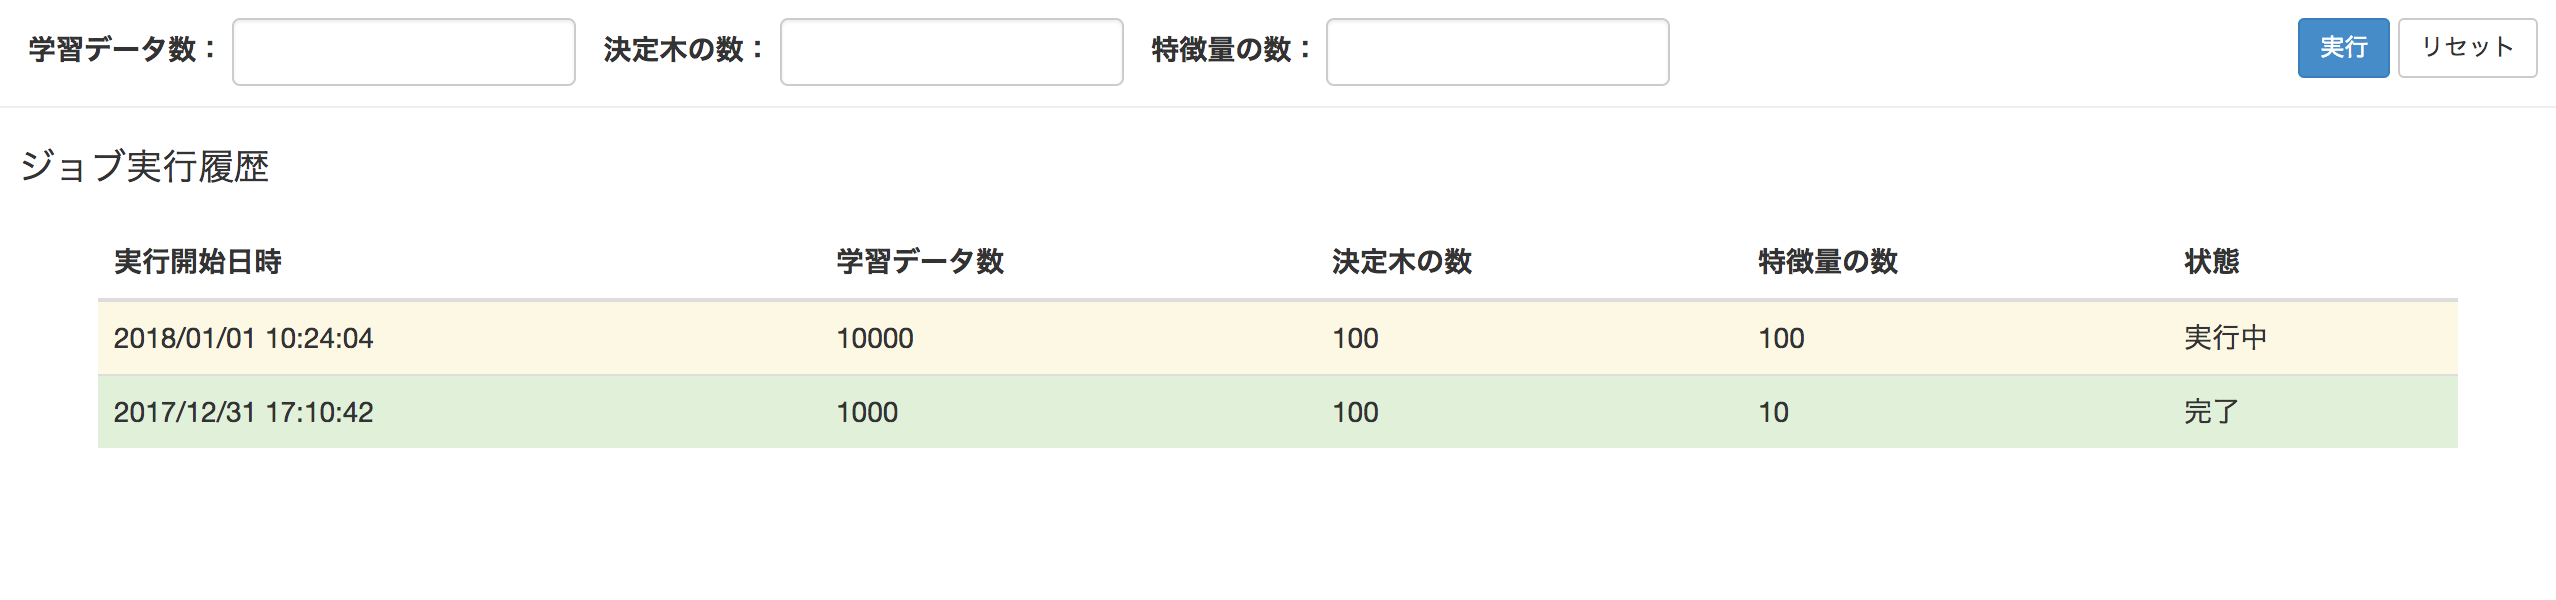 学習データ数： 決定木の数： 特徴量の数： 実行 リセット
ジョブ実行履歴
実行開始日時 学習データ数 決定木の数 特徴量の数 状態
2018/01/01 10:24:04 10000 100 100 実行中
2017/12/31 17:10:42 1000 100 10 完了